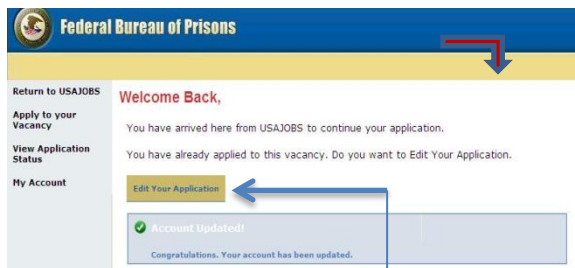 Federal Bureau of Prisons
Return to USAJOBS
Apply to your
Vacancy
View Application
Status
My Account
Welcome Back,
You have arrived here from USAJOBS to continue your application.
You have already applied to this vacancy. Do you want to Edit Your Application.
Edit Your Application
Account Updated!
Congratulations. Your account has been updated.